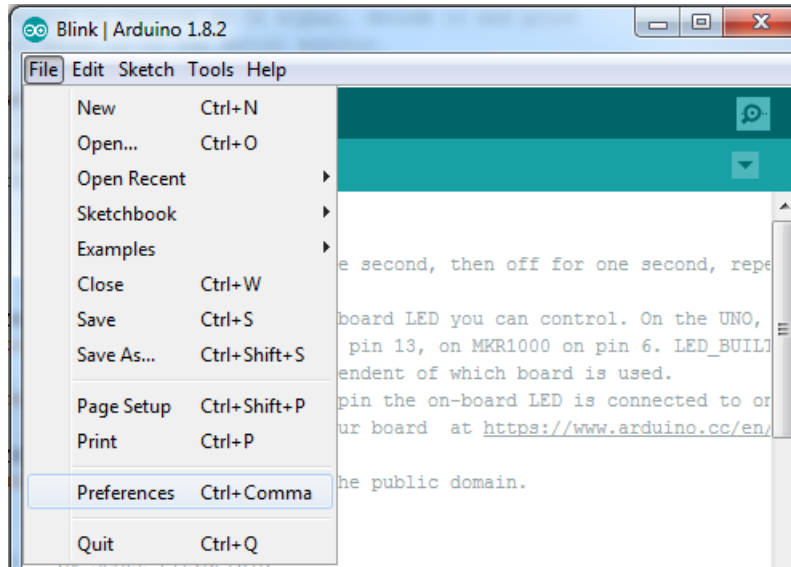 Blink | Arduino 1.8.2
File Edit Sketch Tools Help
New Ctrl+N
Open... Ctrl+O
Open Recent
Sketchbook
Examples
Close Ctrl+W
Save Ctrl+S
Save As... Ctrl+Shift+S
Page Setup Ctrl+Shift+P
Print Ctrl+P
Preferences Ctrl+Comma
Quit Ctrl+Q
e second, then off for one second, repe
board LED you can control. On the UNO,
pin 13, on MKR1000 on pin 6. LED_BUILT
endent of which board is used.
pin the on-board LED is connected to on
ur board at https://www.arduino.cc/en/
he public domain.